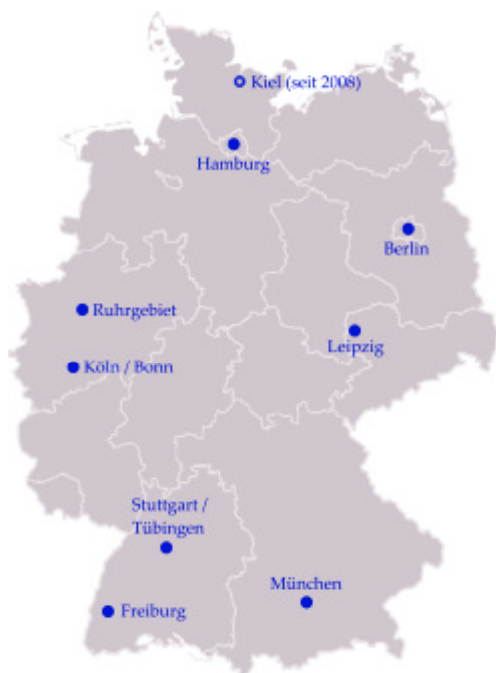 Kiel (seit 2008)
Hamburg
Berlin
Ruhrgebiet
Leipzig
Köln / Bonn
Stuttgart /
Tübingen
München
Freiburg